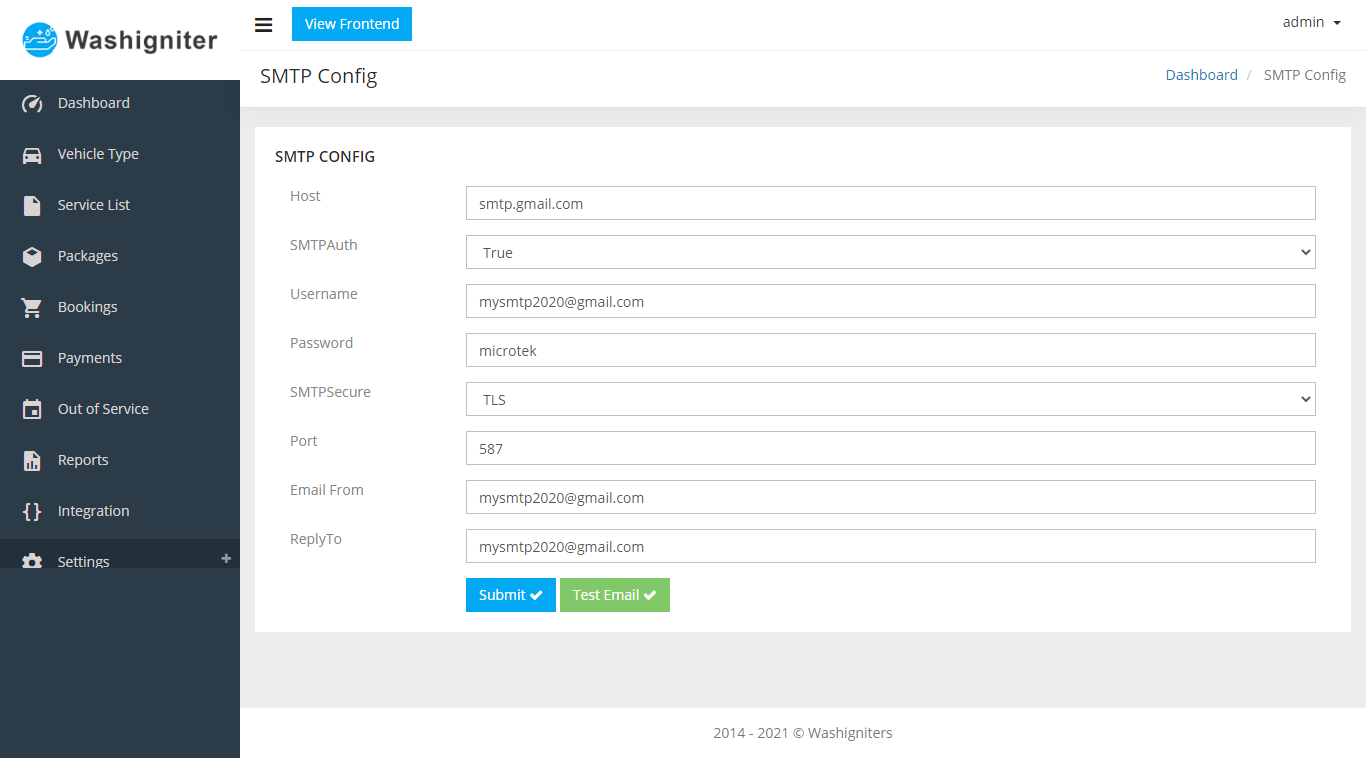 Washigniter
View Frontend
admin
SMTP Config
Dashboard / SMTP Config
Dashboard
Vehicle Type
Service List
Packages
Bookings
Payments
Out of Service
Reports
Integration
Settings +
SMTP CONFIG
Host smtp.gmail.com
SMTPAuth True
Username mysmtp2020@gmail.com
Password microtek
SMTPSecure TLS
Port 587
Email From mysmtp2020@gmail.com
ReplyTo mysmtp2020@gmail.com
Submit Test Email
2014 - 2021 © Washigniters